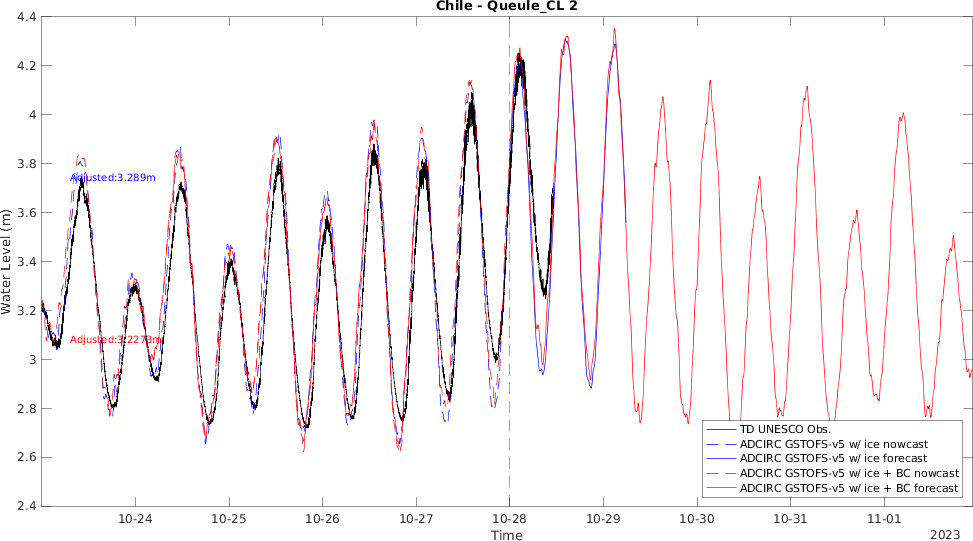 Chile - Queule_CL 2
4.4
4.2
4
3.8
3.6
3.4
3.2
3
2.8
2.6
2.4
Water Level (m)
Adjusted:3.289m
Adjusted:3.2273m
TD UNESCO Obs.
ADCIRC GSTOFS-v5 w/ ice nowcast
ADCIRC GSTOFS-v5 w/ ice forecast
ADCIRC GSTOFS-v5 w/ ice + BC nowcast
ADCIRC GSTOFS-v5 w/ ice + BC forecast
10-24 10-25 10-26 10-27 10-28 10-29 10-30 10-31 11-01
Time
2023